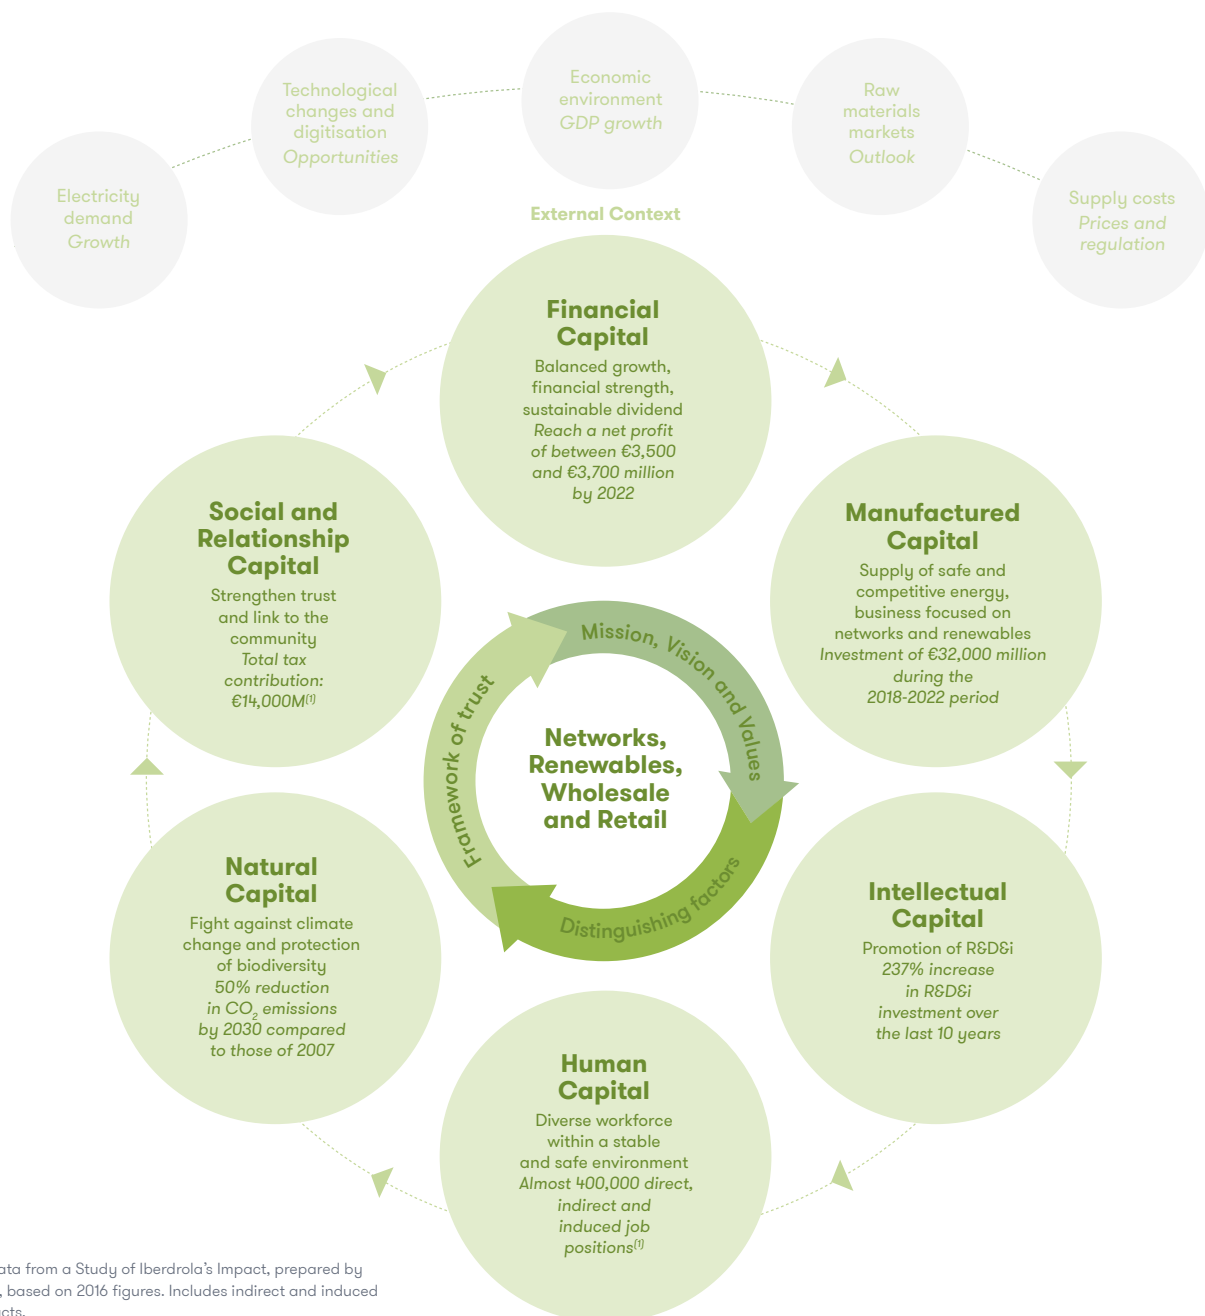 Electricity
demand
Growth
Technological
changes and
digitisation
Opportunities
Economic
environment
GDP growth
Raw
materials
markets
Outlook
Supply costs
Prices and
regulation
External Context
Financial
Capital
Balanced growth,
financial strength,
sustainable dividend
Reach a net profit
of between €3,500
and €3,700 million
by 2022
Manufactured
Capital
Supply of safe and
competitive energy,
business focused on
networks and renewables
Investment of €32,000 million
during the
2018-2022 period
Intellectual
Capital
Promotion of R&D&i
237% increase
in R&D&i
investment over
the last 10 years
Human
Capital
Diverse workforce
within a stable
and safe environment
Almost 400,000 direct,
indirect and
induced job
positions(1)
Natural
Capital
Fight against climate
change and protection
of biodiversity
50% reduction
in CO₂ emissions
by 2030 compared
to those of 2007
Social and
Relationship
Capital
Strengthen trust
and link to the
community
Total tax
contribution:
€14,000M(1)
Mission, Vision and Values
Distinguishing factors
Framework of trust
Networks,
Renewables,
Wholesale
and Retail
from a Study of Iberdrola's Impact, prepared by
, based on 2016 figures. Includes indirect and induced